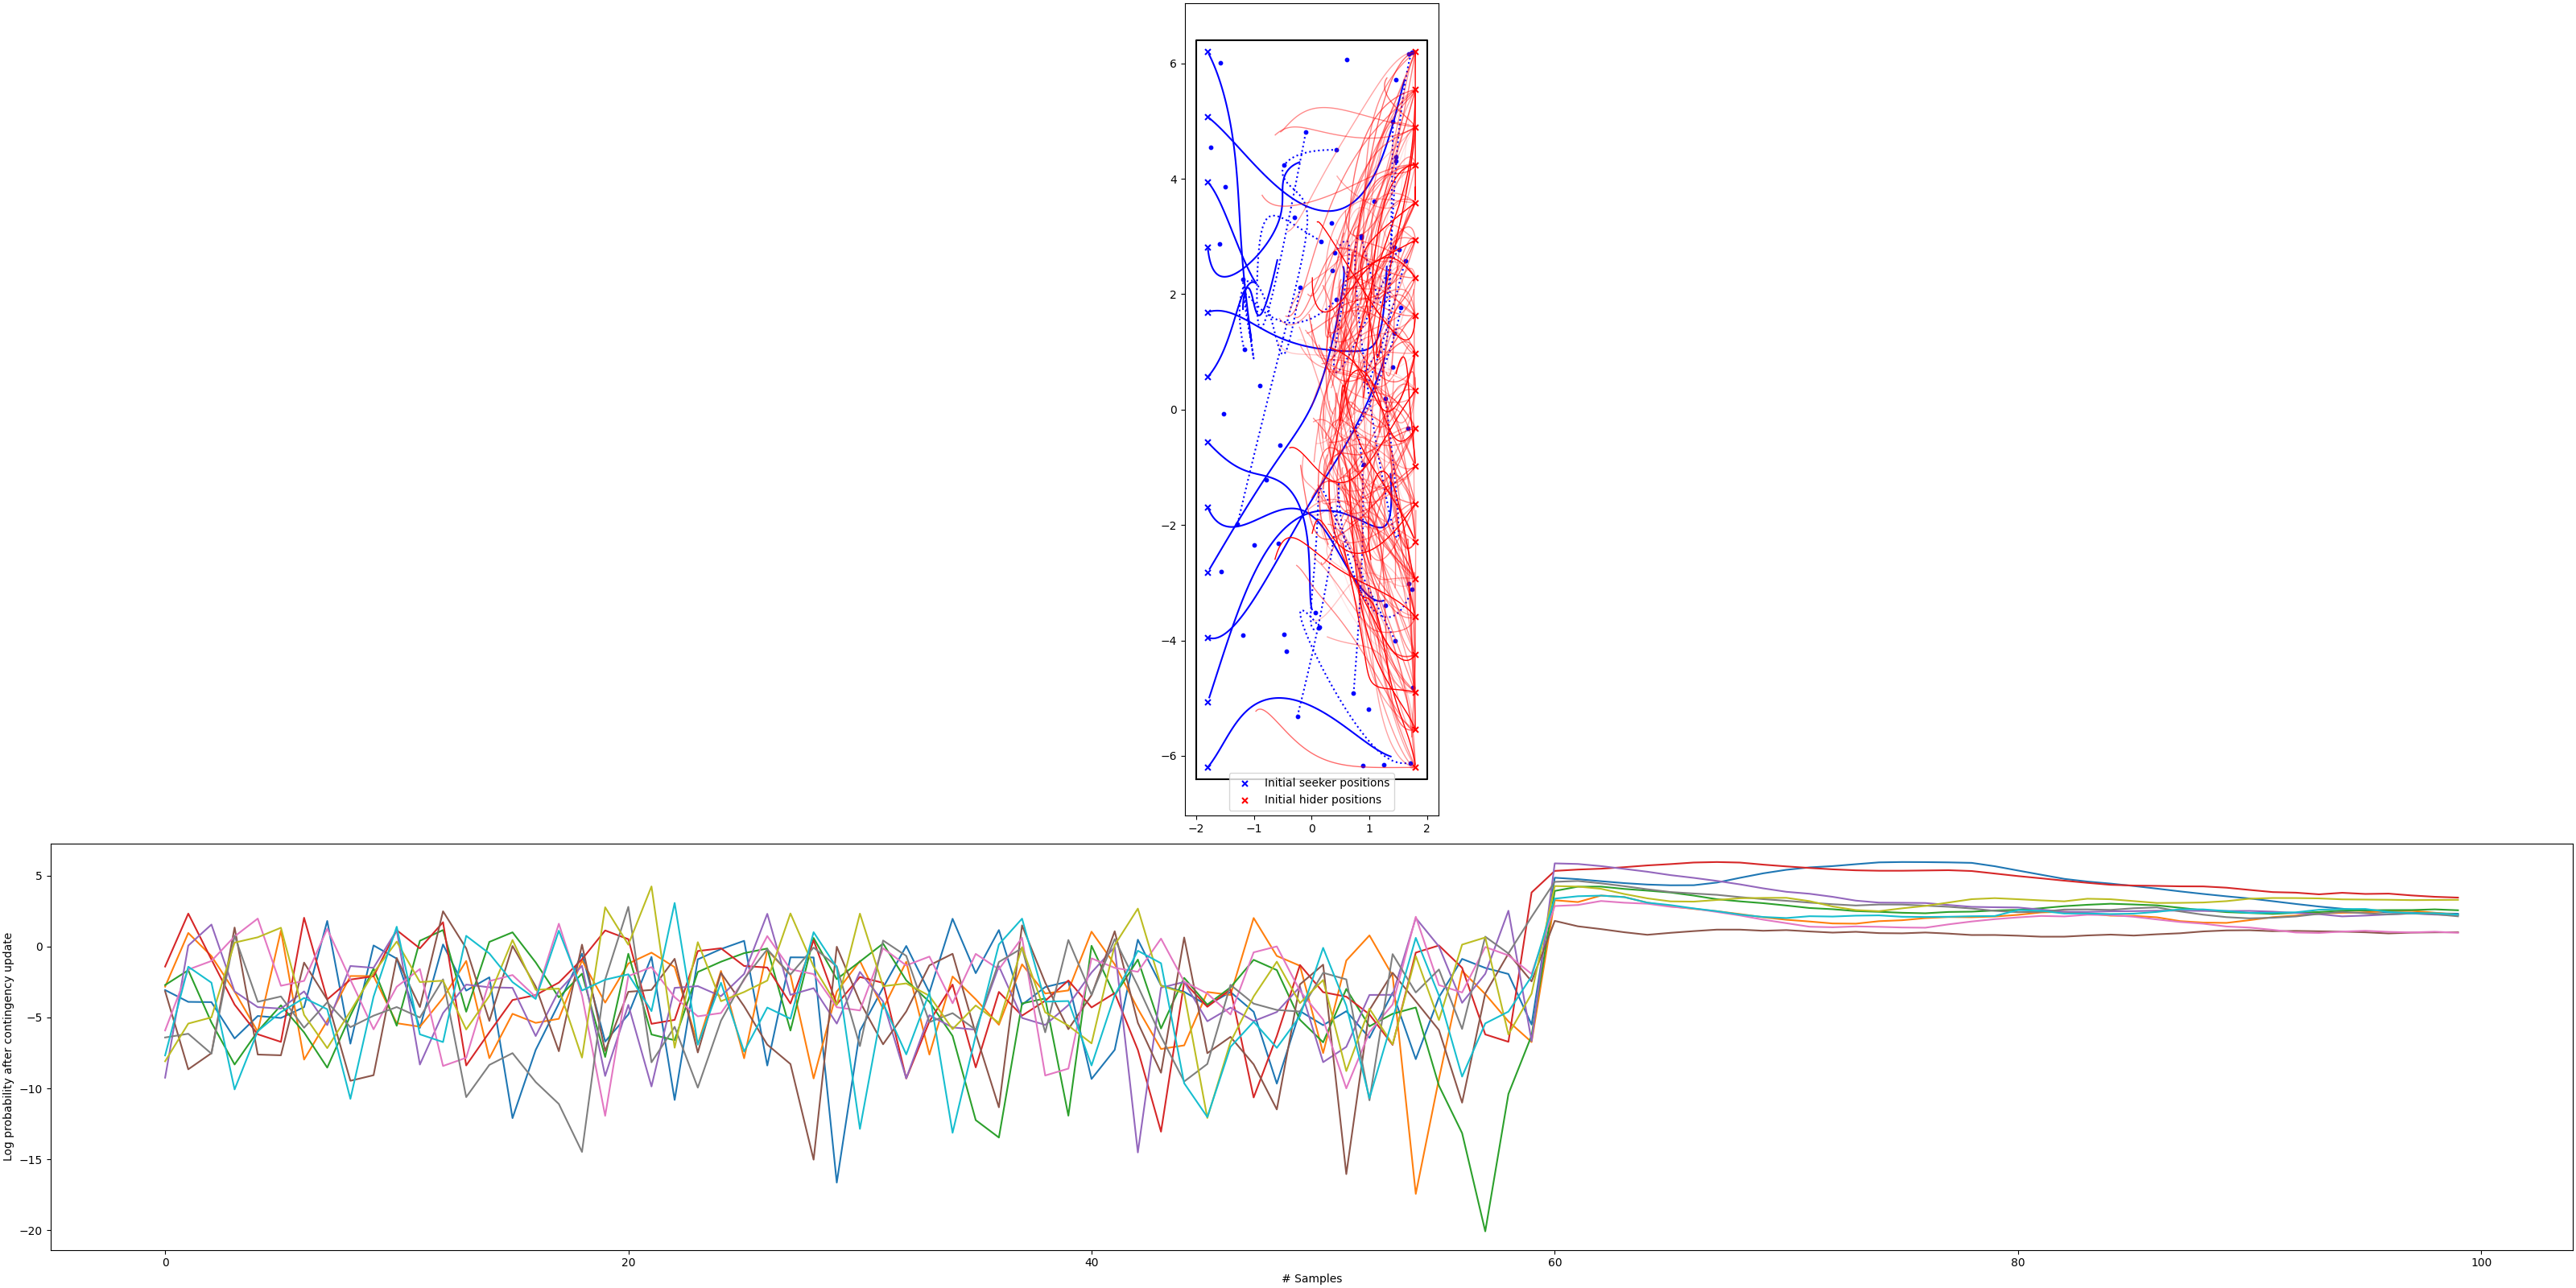 6
4
2
0
−2
−4
−6
Initial seeker positions
Initial hider positions
−2 −1 0 1 2
Log probability after contingency update
5
0
−5
−10
−15
−20
0 20 40 60 80 100
# Samples